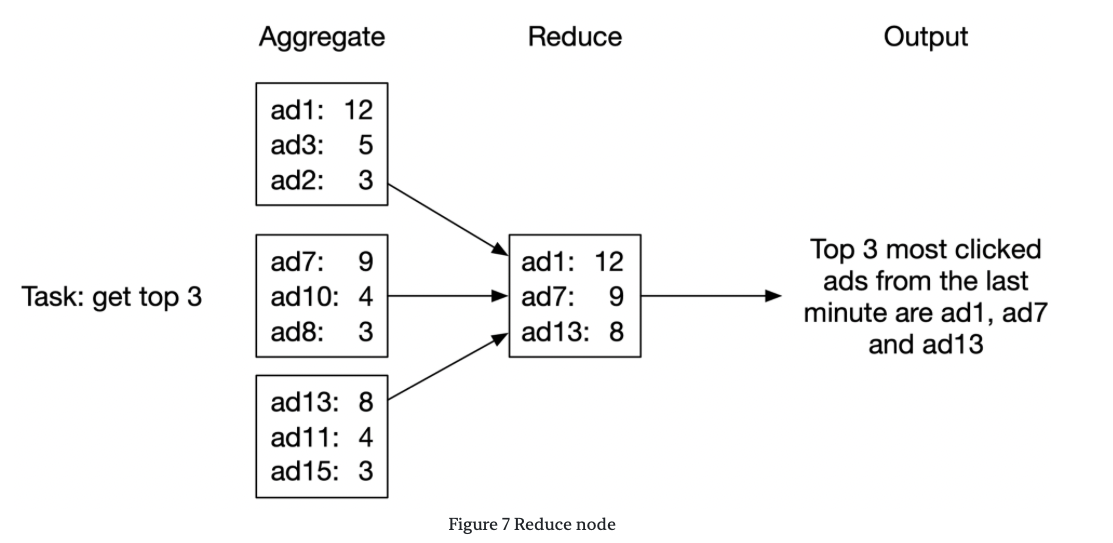 Aggregate
Reduce
Output
Task: get top 3
ad1: 12
ad3: 5
ad2: 3
ad7: 9
ad10: 4
ad8: 3
ad13: 8
ad11: 4
ad15: 3
ad1: 12
ad7: 9
ad13: 8
Top 3 most clicked
ads from the last
minute are ad1, ad7
and ad13
Figure 7 Reduce node